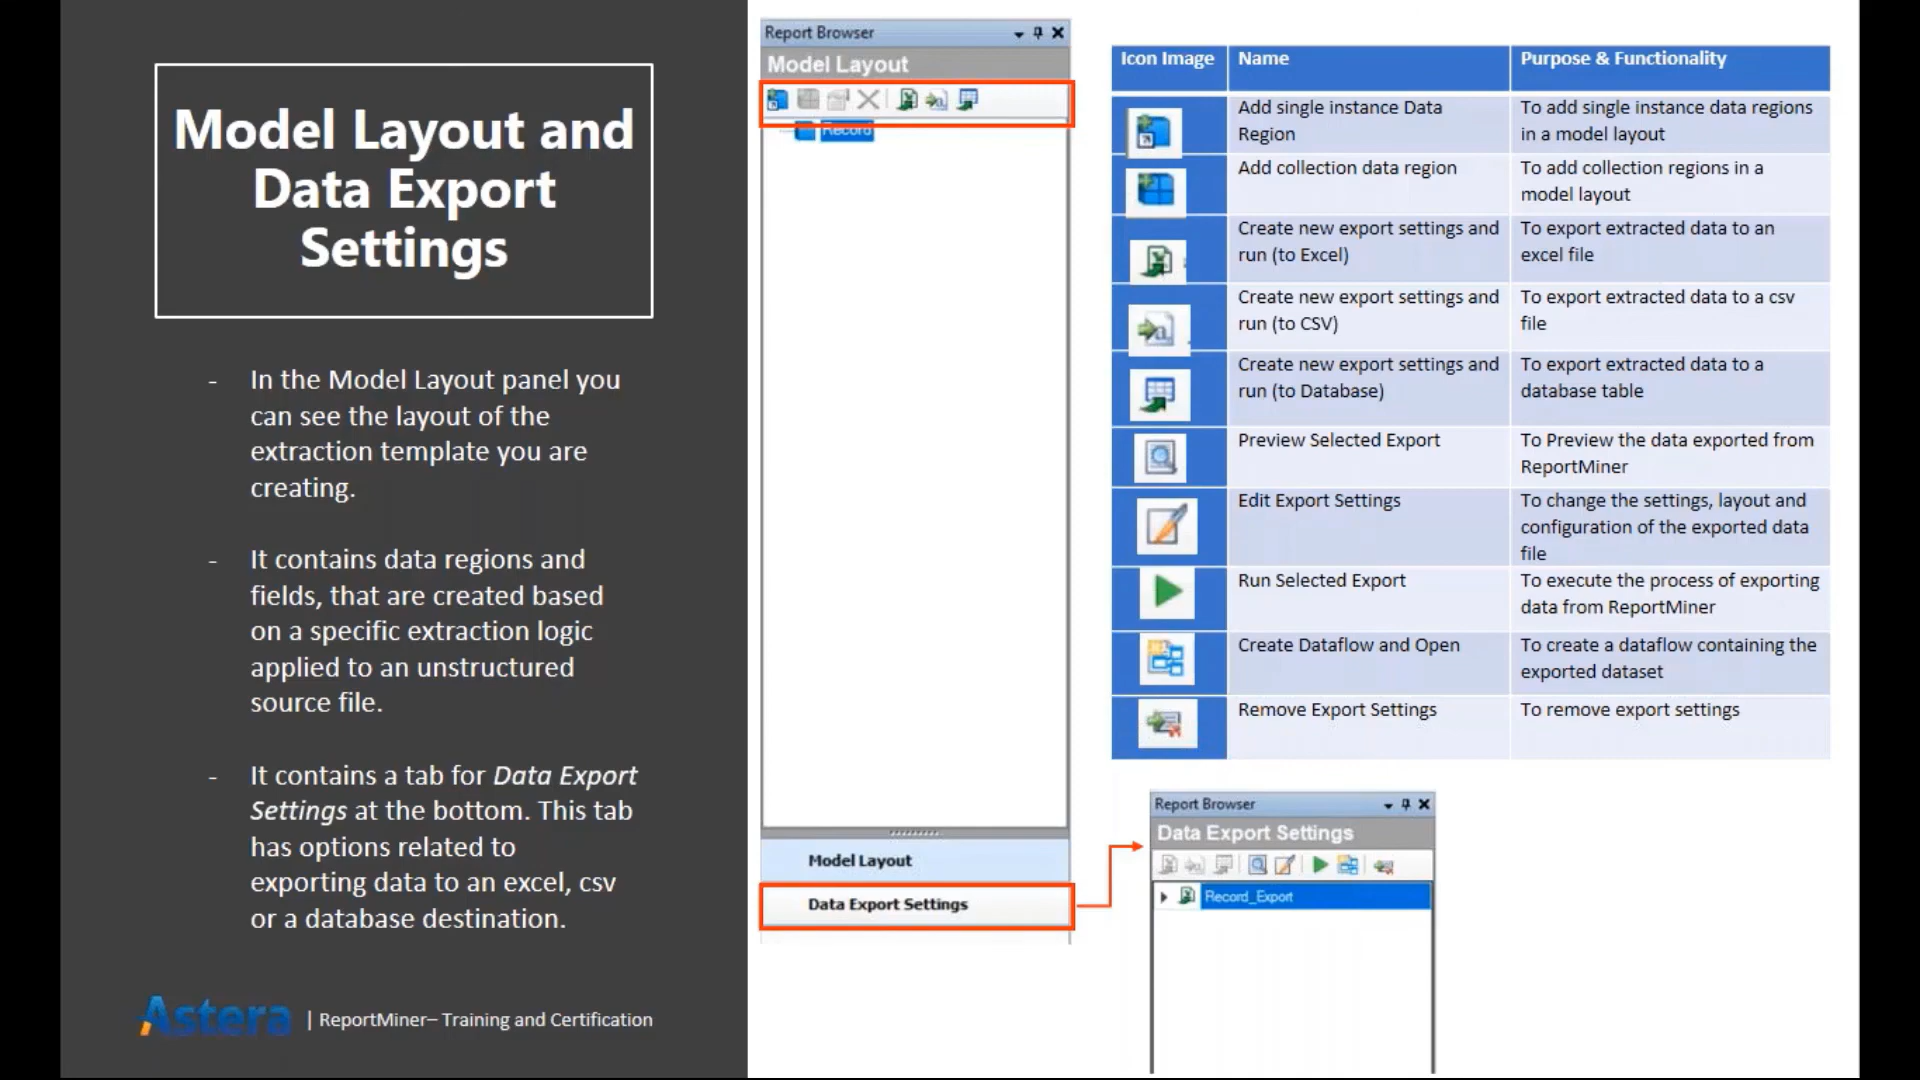 Model Layout and
Data Export
Settings
- In the Model Layout panel you
can see the layout of the
extraction template you are
creating.
- It contains data regions and
fields, that are created based
on a specific extraction logic
applied to an unstructured
source file.
- It contains a tab for Data Export
Settings at the bottom. This tab
has options related to
exporting data to an excel, csv
or a database destination.
Astera | ReportMiner– Training and Certification
Report Browser
Model Layout
Record
Model Layout
Data Export Settings
Icon Image Name Purpose & Functionality
Add single instance Data
Region
To add single instance data regions
in a model layout
Add collection data region
To add collection regions in a
model layout
Create new export settings and
run (to Excel)
To export extracted data to an
excel file
Create new export settings and
run (to CSV)
To export extracted data to a csv
file
Create new export settings and
run (to Database)
To export extracted data to a
database table
Preview Selected Export
To Preview the data exported from
ReportMiner
Edit Export Settings
To change the settings, layout and
configuration of the exported data
file
Run Selected Export
To execute the process of exporting
data from ReportMiner
Create Dataflow and Open
To create a dataflow containing the
exported dataset
Remove Export Settings
To remove export settings
Report Browser
Data Export Settings
Record_Export